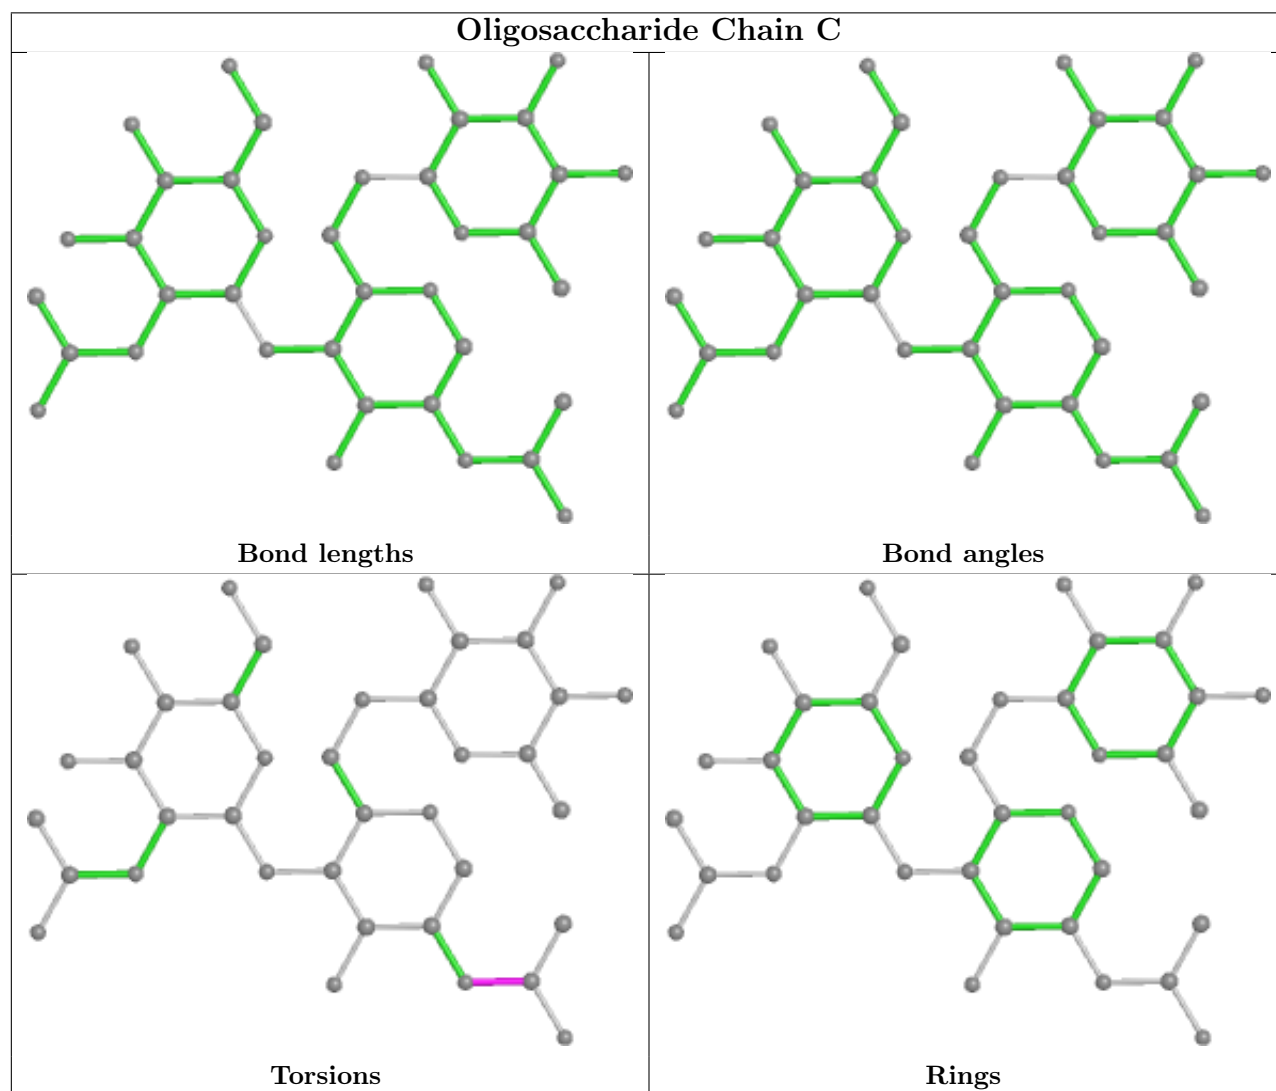 Oligosaccharide Chain C
Bond lengths
Bond angles
Torsions
Rings